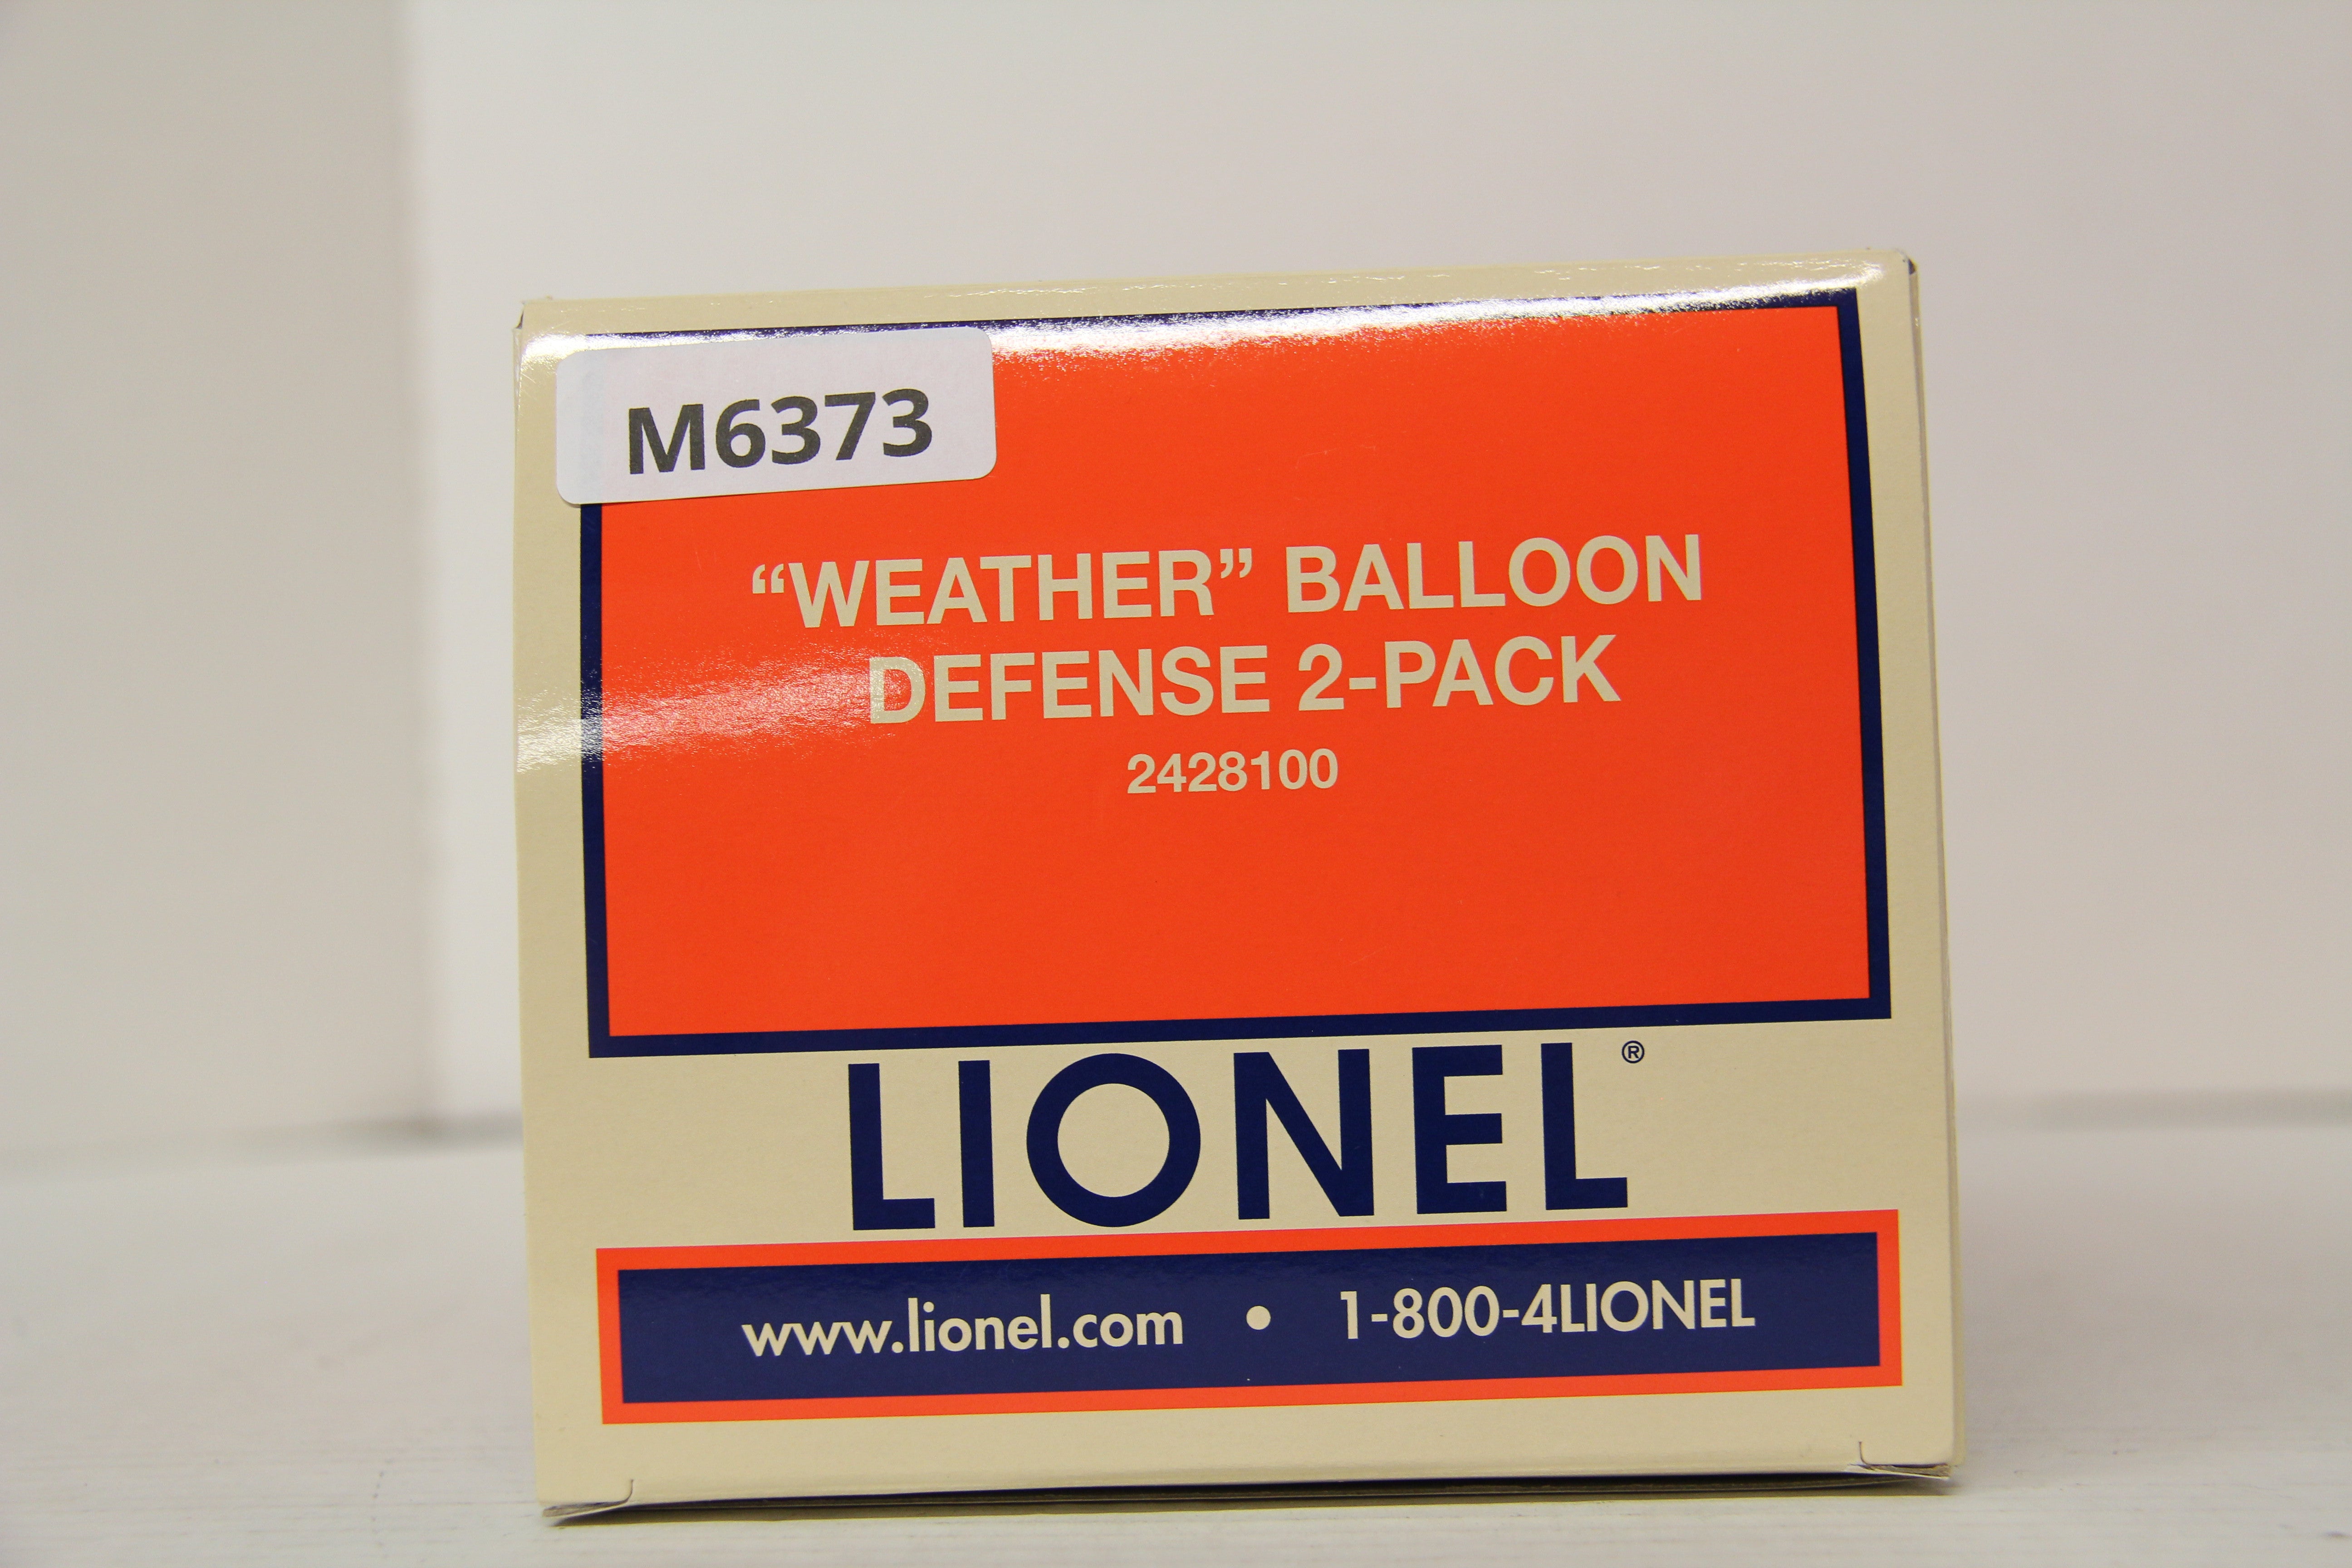 M6373
“WEATHER” BALLOON
DEFENSE 2-PACK
2428100
LIONEL®
www.lionel.com • 1-800-4LIONEL